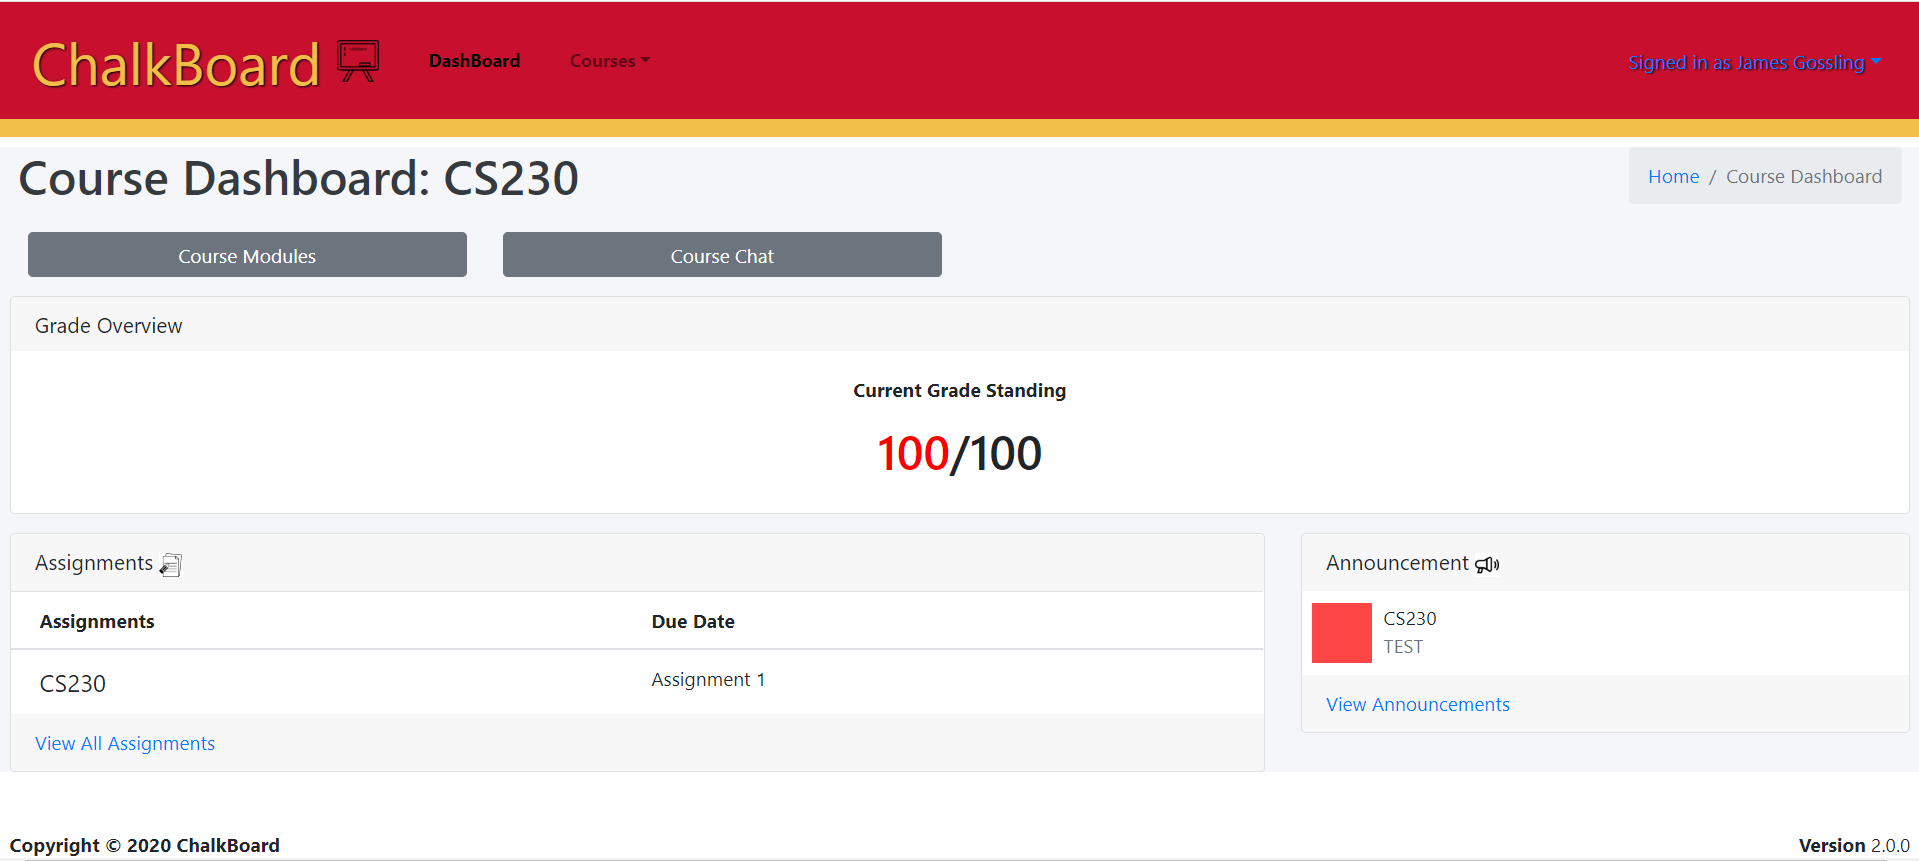 ChalkBoard
DashBoard
Courses
Signed in as James Gossling
Course Dashboard: CS230
Home / Course Dashboard
Course Modules
Course Chat
Grade Overview
Current Grade Standing
100/100
Assignments
Assignments Due Date
CS230 Assignment 1
View All Assignments
Announcement
CS230
TEST
View Announcements
Copyright © 2020 ChalkBoard
Version 2.0.0